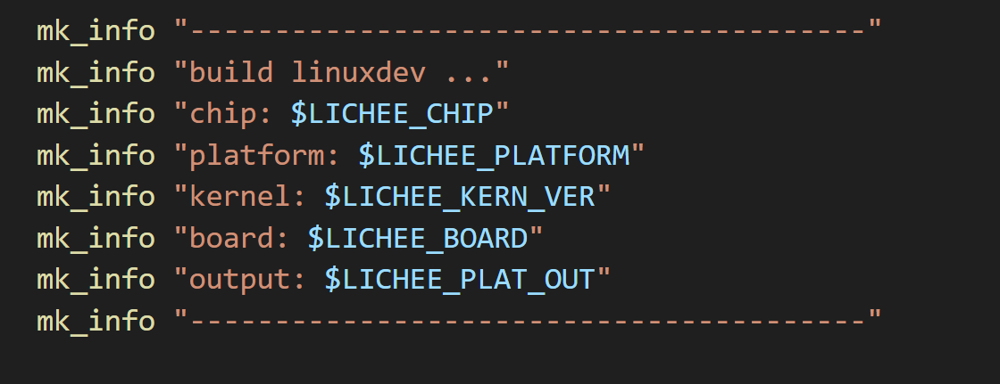 mk_info "----------------------------------------"
mk_info "build linuxdev ..."
mk_info "chip: $LICHEE_CHIP"
mk_info "platform: $LICHEE_PLATFORM"
mk_info "kernel: $LICHEE_KERN_VER"
mk_info "board: $LICHEE_BOARD"
mk_info "output: $LICHEE_PLAT_OUT"
mk_info "----------------------------------------"